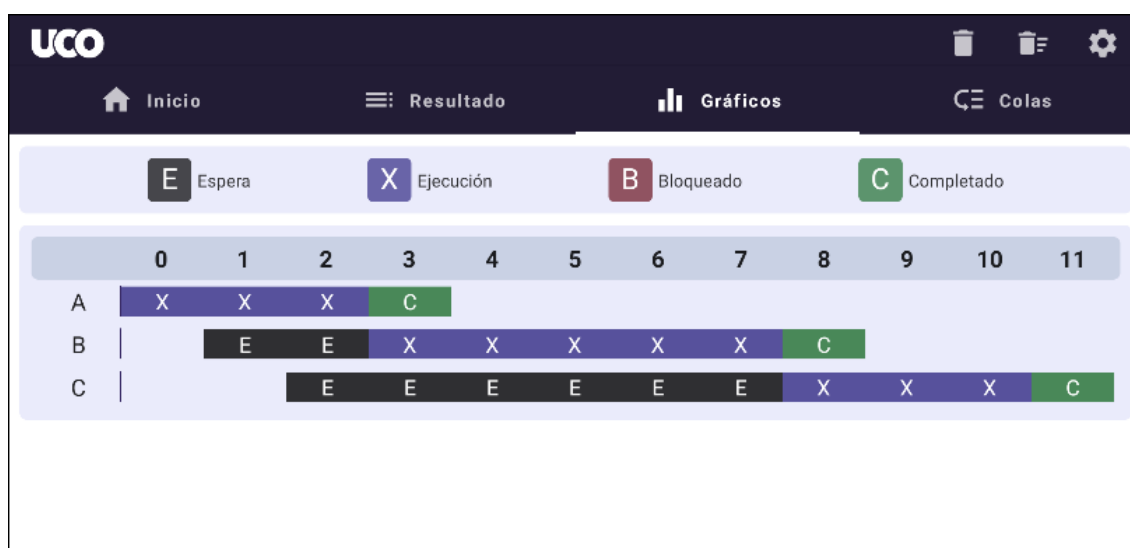 UCO
Inicio Resultado Gráficos Colas
E Espera X Ejecución B Bloqueado C Completado
0 1 2 3 4 5 6 7 8 9 10 11
A X X X C
B E E X X X X X C
C E E E E E E X X X C